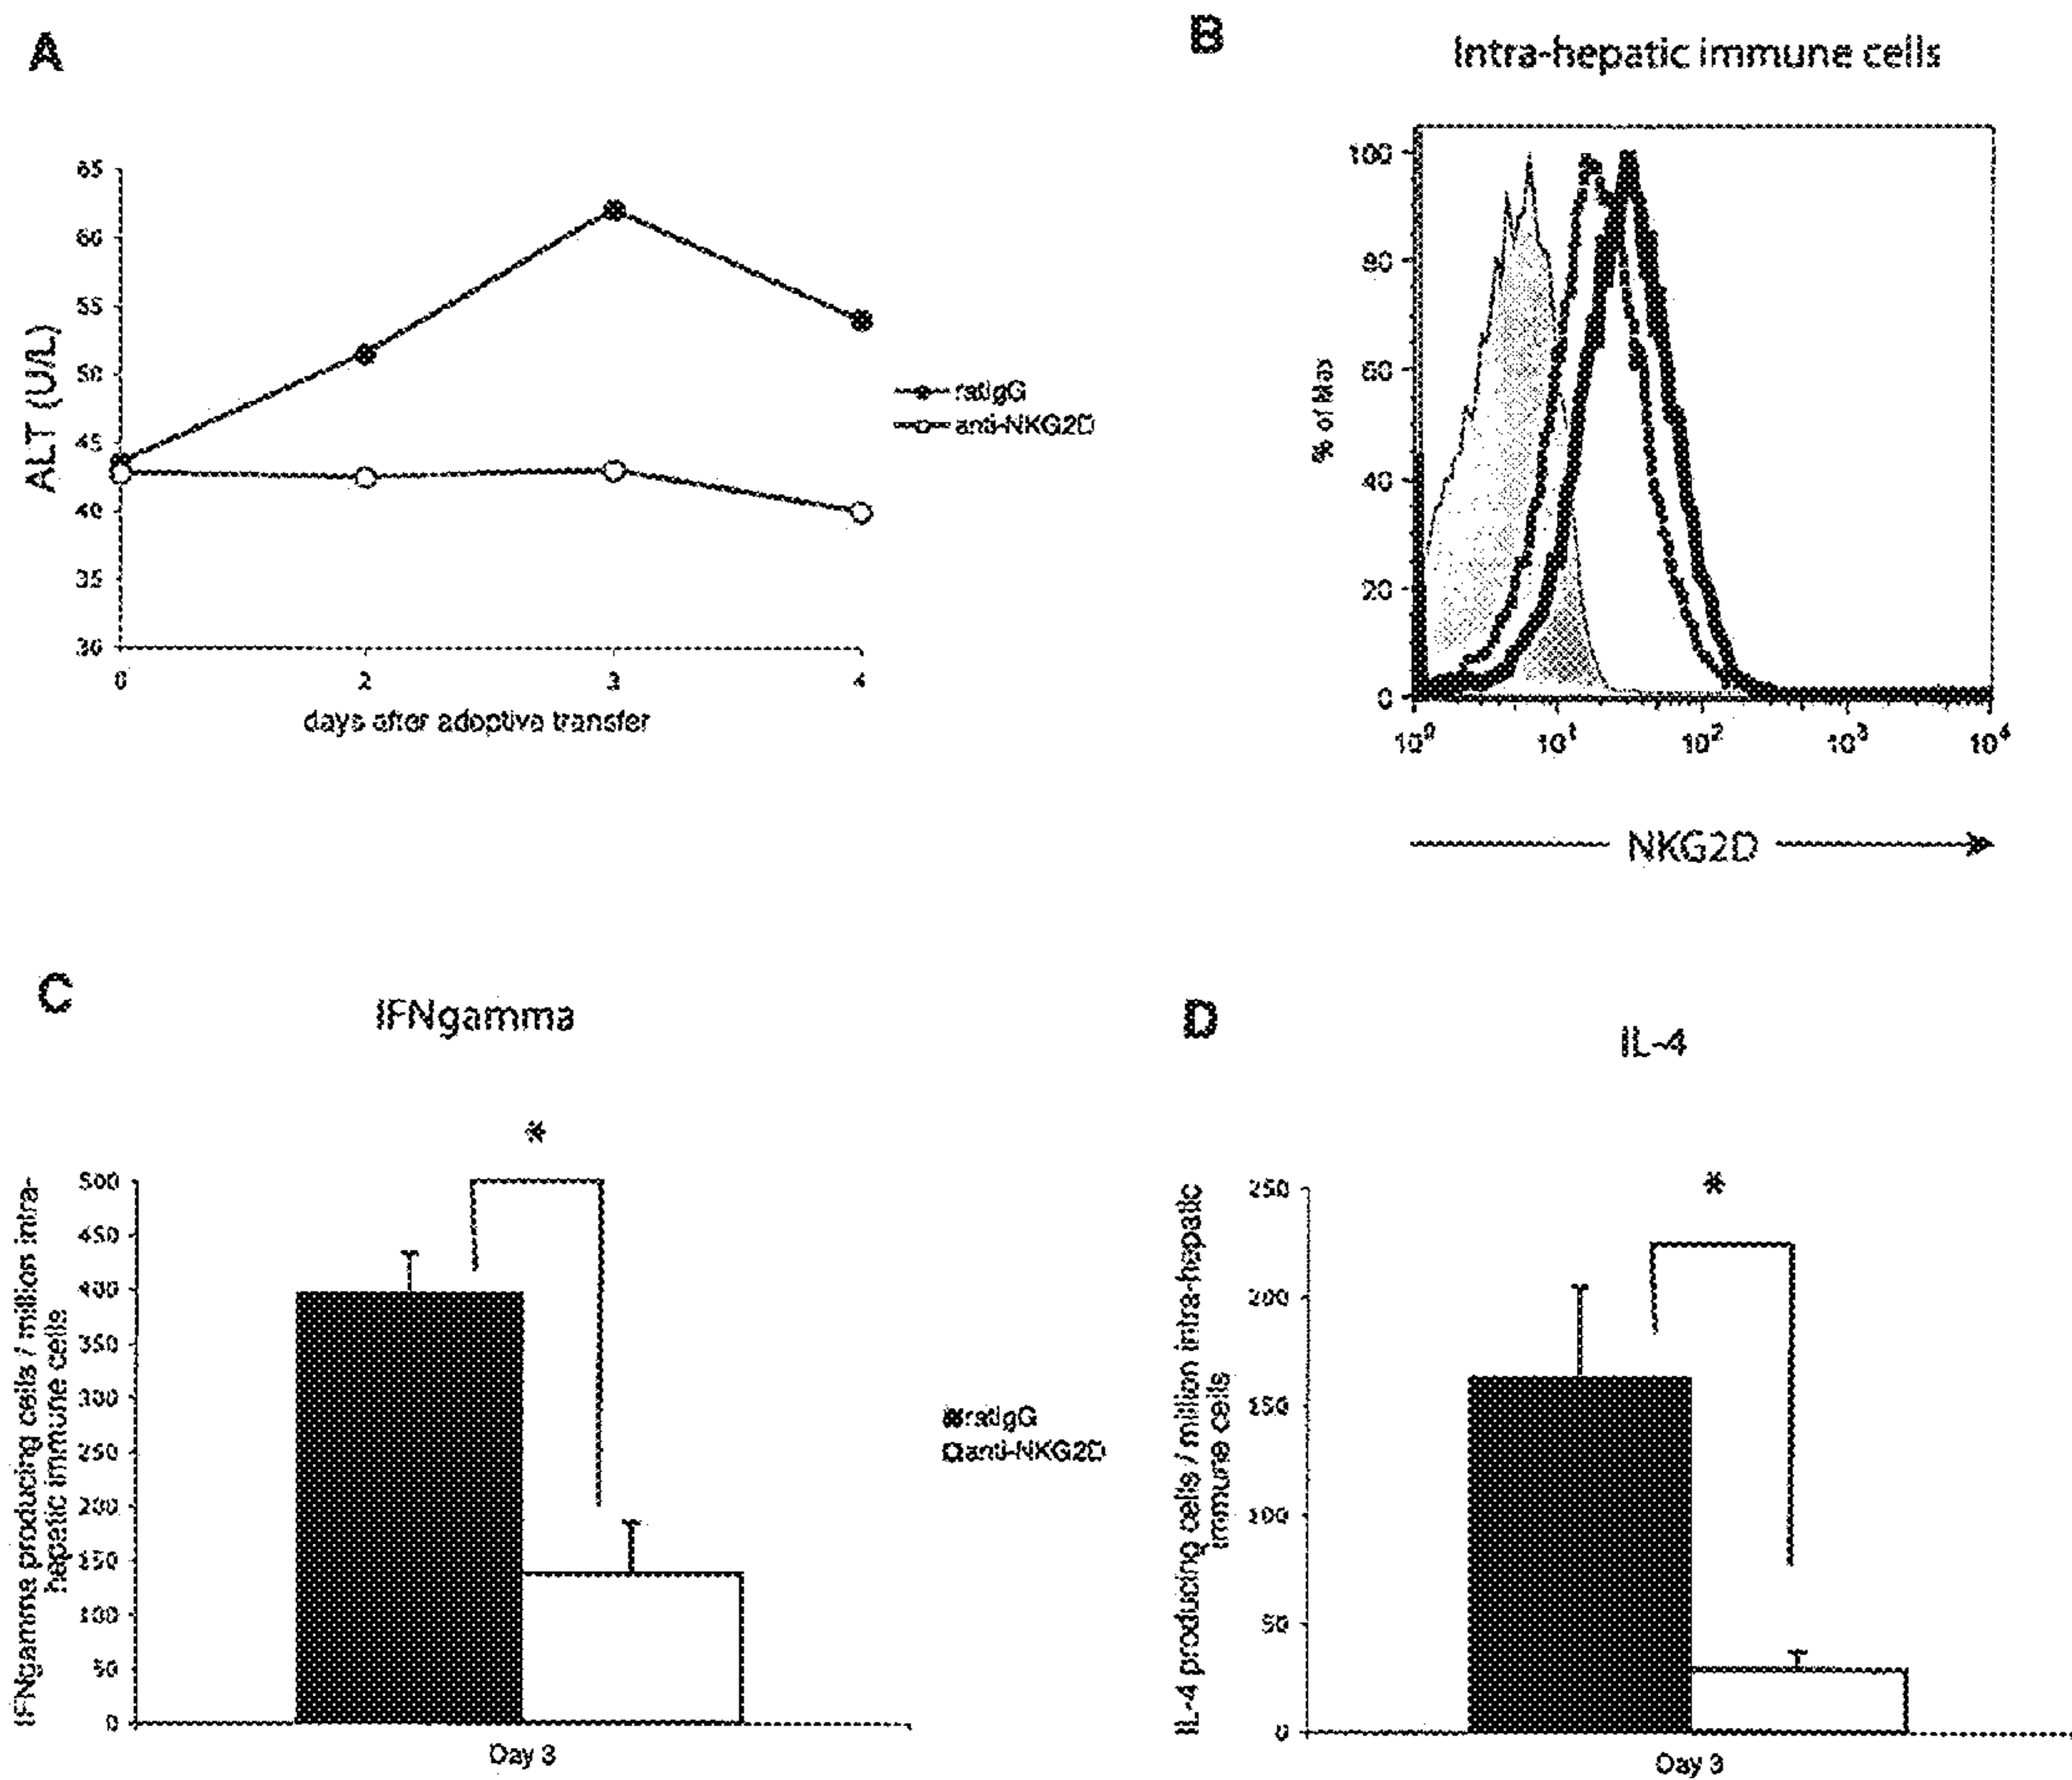 A
65
60
55
50
45
40
35
30
ALT (U/L)
0 2 3 4
days after adoptive transfer
ratIgG
anti-NKG2D
B
Intra-hepatic immune cells
100
80
60
40
20
0
% of Max
10⁰ 10¹ 10² 10³ 10⁴
NKG2D
C
IFNgamma
*
500
450
400
350
300
250
200
150
100
50
0
IFNgamma producing cells / million intra-
hepatic immune cells
Day 3
ratIgG
anti-NKG2D
D
IL-4
*
250
200
150
100
50
0
IL-4 producing cells / million intra-hepatic
immune cells
Day 3